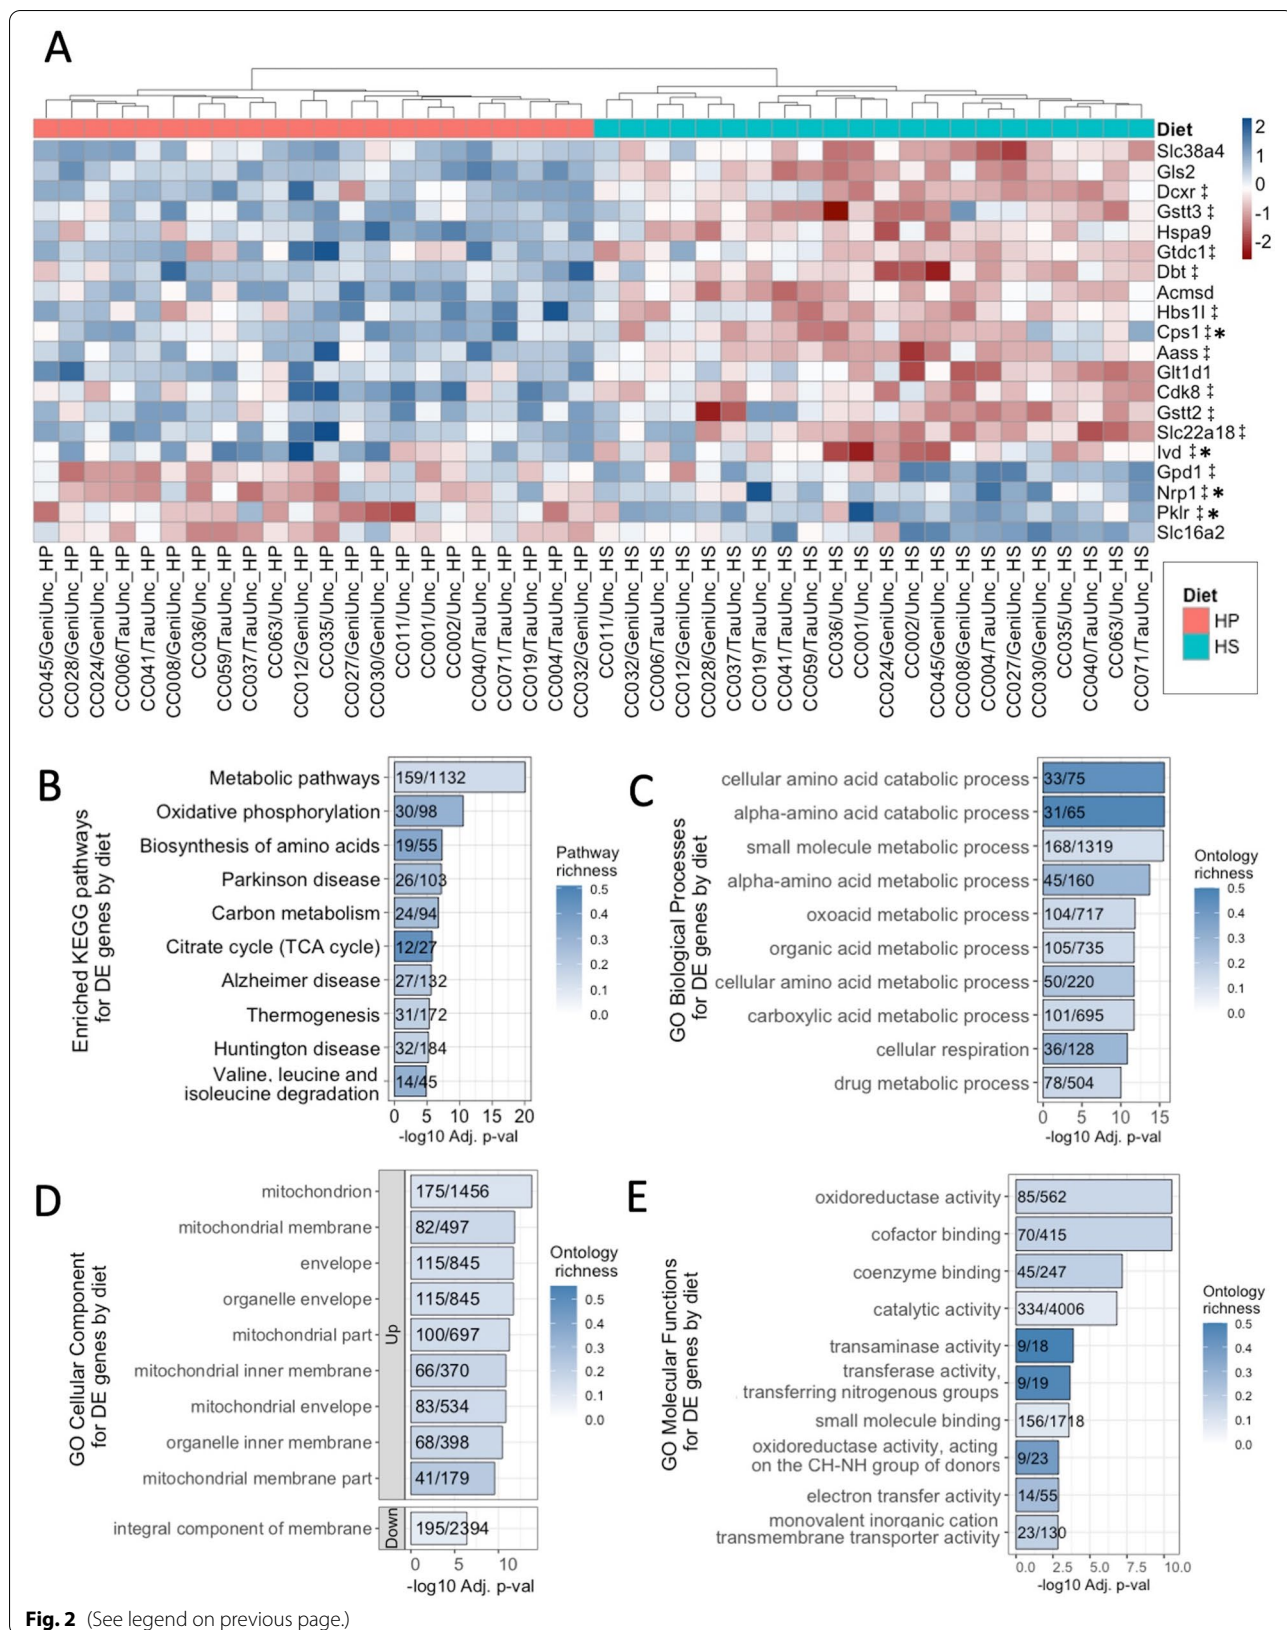 A
Diet
Slc38a4
Gls2
Dcxr ‡
Gstt3 ‡
Hspa9
Gtdc1‡
Dbt ‡
Acmsd
Hbs1l ‡
Cps1 ‡*
Aass ‡
Glt1d1
Cdk8 ‡
Gstt2 ‡
Slc22a18‡
Ivd ‡*
Gpd1 ‡
Nrp1‡*
Pklr ‡*
Slc16a2
2
1
0
-1
-2
CC045/GeniUnc_HP
CC028/GeniUnc_HP
CC024/GeniUnc_HP
CC006/TauUnc_HP
CC041/TauUnc_HP
CC008/GeniUnc_HP
CC036/Unc_HP
CC059/TauUnc_HP
CC037/TauUnc_HP
CC063/Unc_HP
CC012/GeniUnc_HP
CC035/Unc_HP
CC027/GeniUnc_HP
CC030/GeniUnc_HP
CC011/Unc_HP
CC001/Unc_HP
CC002/Unc_HP
CC040/TauUnc_HP
CC071/TauUnc_HP
CC019/TauUnc_HP
CC004/TauUnc_HP
CC032/GeniUnc_HP
CC011/Unc_HS
CC032/GeniUnc_HS
CC006/TauUnc_HS
CC012/GeniUnc_HS
CC028/GeniUnc_HS
CC037/TauUnc_HS
CC019/TauUnc_HS
CC041/TauUnc_HS
CC059/TauUnc_HS
CC036/Unc_HS
CC001/Unc_HS
CC024/GeniUnc_HS
CC002/Unc_HS
CC045/GeniUnc_HS
CC008/GeniUnc_HS
CC004/TauUnc_HS
CC027/GeniUnc_HS
CC030/GeniUnc_HS
CC035/Unc_HS
CC040/TauUnc_HS
CC063/Unc_HS
CC071/TauUnc_HS
Diet
HP
HS
B
Enriched KEGG pathways
for DE genes by diet
Metabolic pathways 159/1132
Oxidative phosphorylation 30/98
Biosynthesis of amino acids 19/55
Parkinson disease 26/103
Carbon metabolism 24/94
Citrate cycle (TCA cycle) 12/27
Alzheimer disease 27/132
Thermogenesis 31/172
Huntington disease 32/184
Valine, leucine and
isoleucine degradation 14/45
0 5 10 15 20
-log10 Adj. p-val
Pathway
richness
0.5
0.4
0.3
0.2
0.1
0.0
C
GO Biological Processes
for DE genes by diet
cellular amino acid catabolic process 33/75
alpha-amino acid catabolic process 31/65
small molecule metabolic process 168/1319
alpha-amino acid metabolic process 45/160
oxoacid metabolic process 104/717
organic acid metabolic process 105/735
cellular amino acid metabolic process 50/220
carboxylic acid metabolic process 101/695
cellular respiration 36/128
drug metabolic process 78/504
0 5 10 15
-log10 Adj. p-val
Ontology
richness
0.5
0.4
0.3
0.2
0.1
0.0
D
GO Cellular Component
for DE genes by diet
mitochondrion 175/1456
mitochondrial membrane 82/497
envelope 115/845
organelle envelope 115/845
mitochondrial part 100/697
mitochondrial inner membrane 66/370
mitochondrial envelope 83/534
organelle inner membrane 68/398
mitochondrial membrane part 41/179
Up
integral component of membrane 195/2394
Down
0 5 10
-log10 Adj. p-val
Ontology
richness
0.5
0.4
0.3
0.2
0.1
0.0
E
GO Molecular Functions
for DE genes by diet
oxidoreductase activity 85/562
cofactor binding 70/415
coenzyme binding 45/247
catalytic activity 334/4006
transaminase activity 9/18
transferase activity,
transferring nitrogenous groups 9/19
small molecule binding 156/1718
oxidoreductase activity, acting
on the CH-NH group of donors 9/23
electron transfer activity 14/55
monovalent inorganic cation
transmembrane transporter activity 23/130
0.0 2.5 5.0 7.5 10.0
-log10 Adj. p-val
Ontology
richness
0.5
0.4
0.3
0.2
0.1
0.0
Fig. 2 (See legend on previous page.)